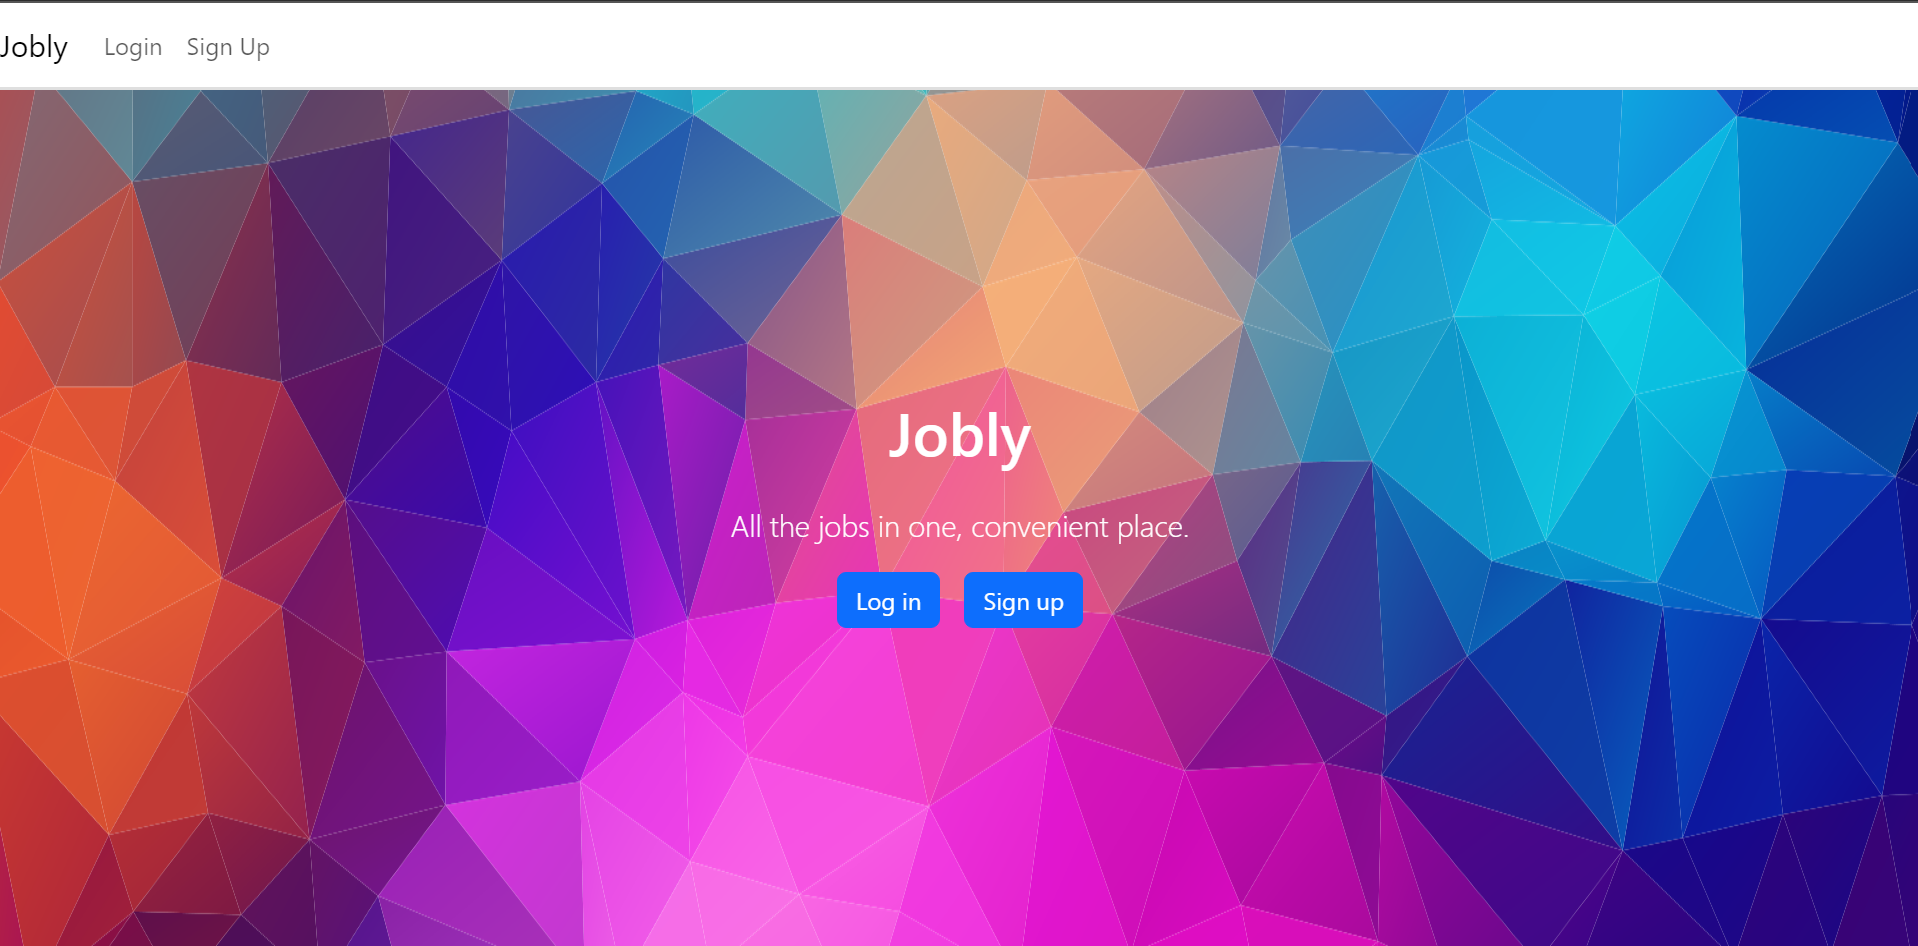 Jobly Login Sign Up
Jobly
All the jobs in one, convenient place.
Log in Sign up